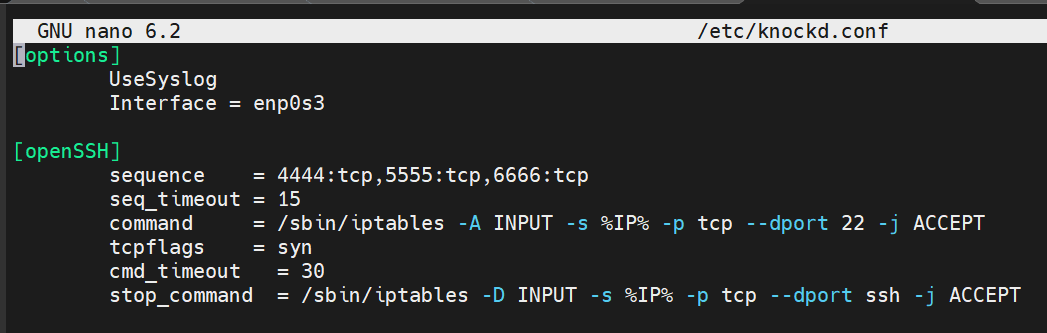 GNU nano 6.2 /etc/knockd.conf
[options]
UseSyslog
Interface = enp0s3
[openSSH]
sequence = 4444:tcp,5555:tcp,6666:tcp
seq_timeout = 15
command = /sbin/iptables -A INPUT -s %IP% -p tcp --dport 22 -j ACCEPT
tcpflags = syn
cmd_timeout = 30
stop_command = /sbin/iptables -D INPUT -s %IP% -p tcp --dport ssh -j ACCEPT